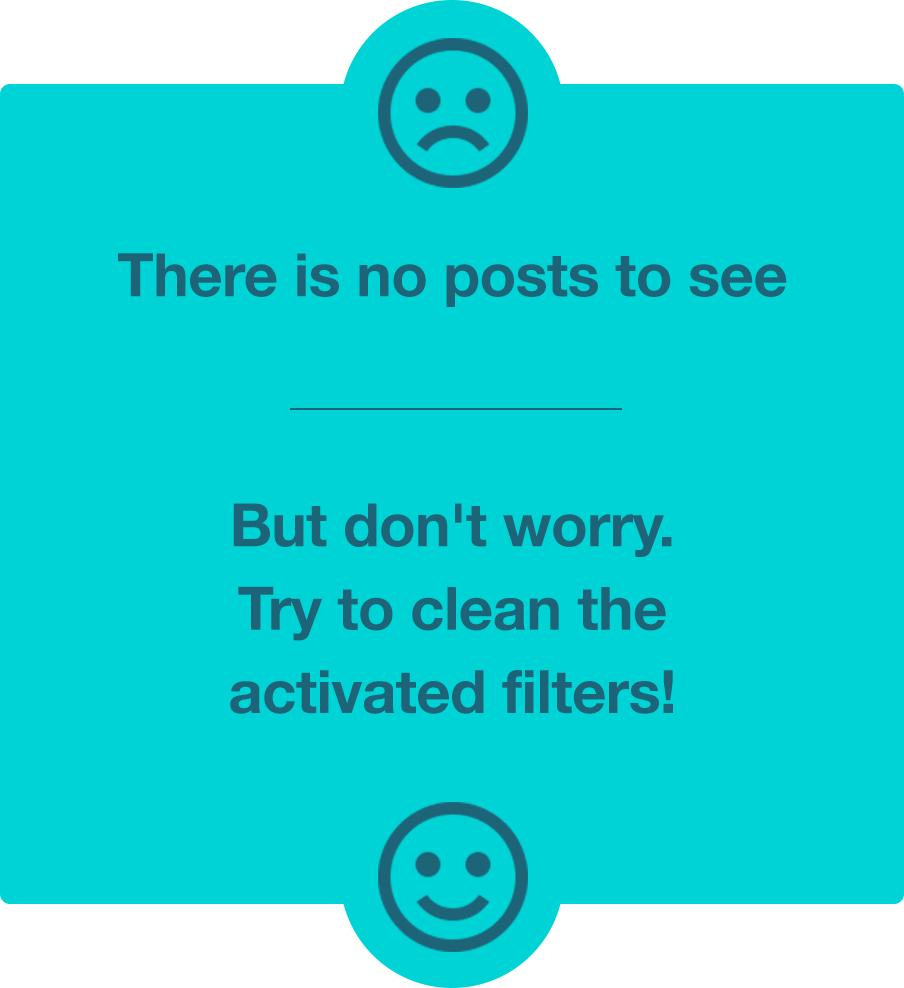 There is no posts to see
But don't worry.
Try to clean the
activated filters!